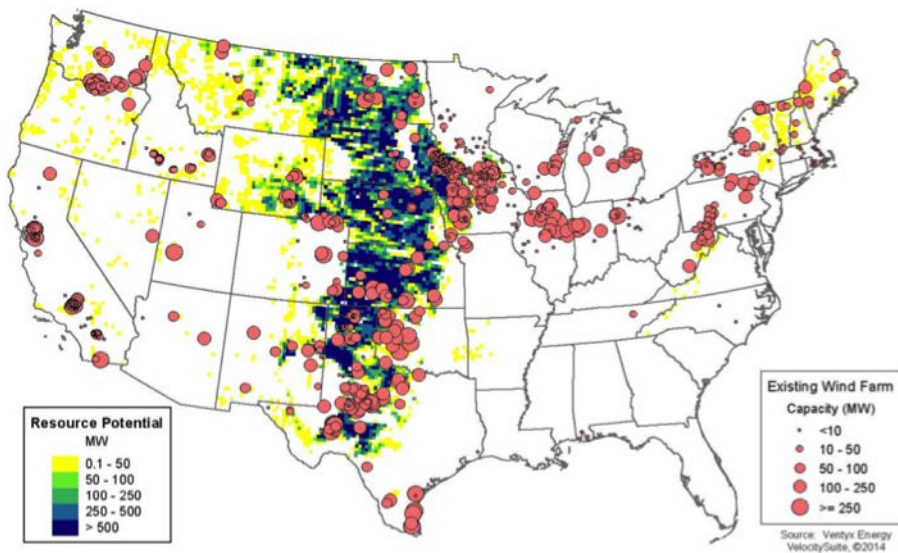 Resource Potential
MW
0.1 - 50
50 - 100
100 - 250
250 - 500
> 500
Existing Wind Farm
Capacity (MW)
<10
10 - 50
50 - 100
100 - 250
>= 250
Source: Ventyx Energy
VelocitySuite, ©2014